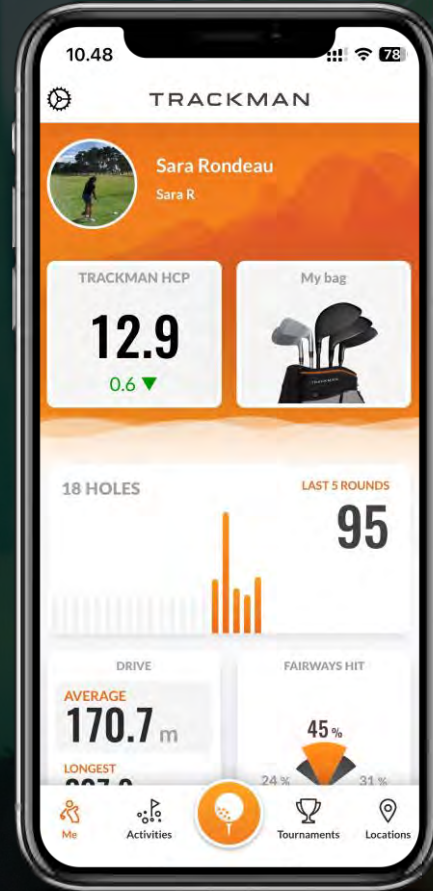 10.48
78
TRACKMAN
Sara Rondeau
Sara R
TRACKMAN HCP
12.9
0.6 ▼
My bag
TRACKMAN
18 HOLES
LAST 5 ROUNDS
95
DRIVE
AVERAGE
170.7 m
LONGEST
FAIRWAYS HIT
45 %
24 %
31 %
Me
Activities
Tournaments
Locations